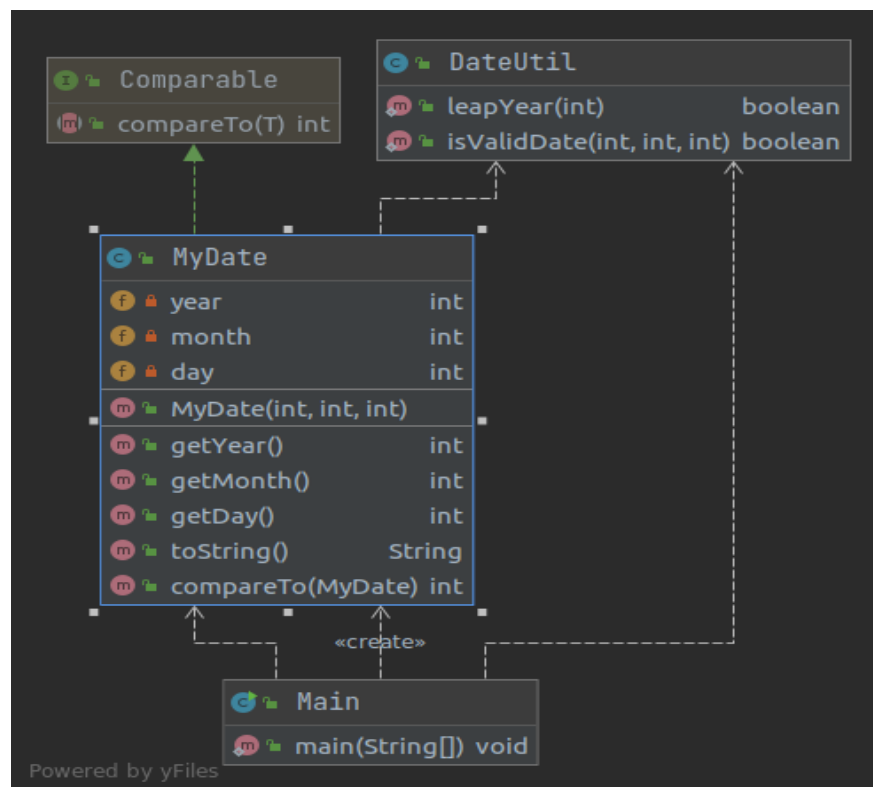 Comparable
compareTo(T) int
DateUtil
leapYear(int) boolean
isValidDate(int, int, int) boolean
MyDate
year int
month int
day int
MyDate(int, int, int)
getYear() int
getMonth() int
getDay() int
toString() String
compareTo(MyDate) int
«create»
Main
main(String[]) void
Powered by yFiles